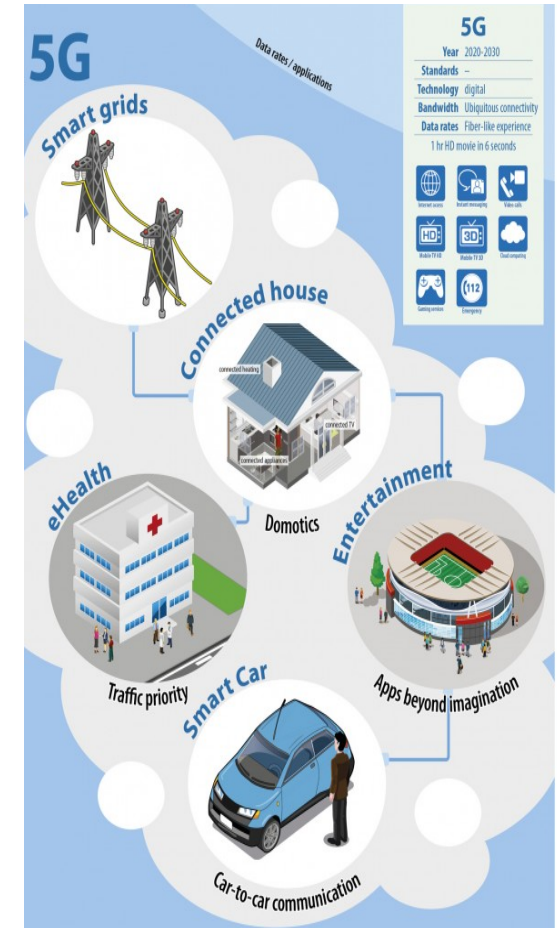 5G
Data rates / applications
5G
Year 2020-2030
Standards –
Technology digital
Bandwidth Ubiquitous connectivity
Data rates Fiber-like experience
1 hr HD movie in 6 seconds
Internet access
Instant messaging
Video calls
HD
3D
Mobile TV HD
Mobile TV 3D
Cloud computing
112
Gaming services
Emergency
Smart grids
Connected house
connected heating
connected TV
connected appliances
Domotics
eHealth
Traffic priority
Entertainment
Apps beyond imagination
Smart Car
Car-to-car communication